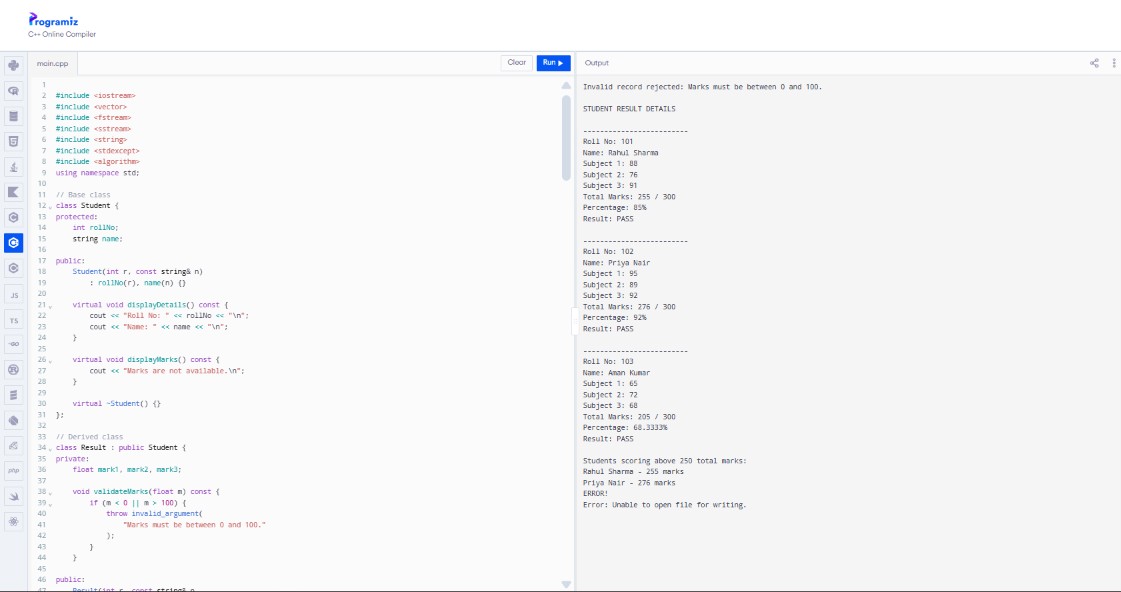 Programiz
C++ Online Compiler
main.cpp
Clear
Run
1
2 #include <iostream>
3 #include <vector>
4 #include <fstream>
5 #include <sstream>
6 #include <string>
7 #include <stdexcept>
8 #include <algorithm>
9 using namespace std;
10
11 // Base class
12 class Student {
13 protected:
14     int rollNo;
15     string name;
16
17 public:
18     Student(int r, const string& n)
19         : rollNo(r), name(n) {}
20
21     virtual void displayDetails() const {
22         cout << "Roll No: " << rollNo << "\n";
23         cout << "Name: " << name << "\n";
24     }
25
26     virtual void displayMarks() const {
27         cout << "Marks are not available.\n";
28     }
29
30     virtual ~Student() {}
31 };
32
33 // Derived class
34 class Result : public Student {
35 private:
36     float mark1, mark2, mark3;
37
38     void validateMarks(float m) const {
39         if (m < 0 || m > 100) {
40             throw invalid_argument(
41                 "Marks must be between 0 and 100."
42             );
43         }
44     }
45
46 public:
47     Result(int r, const string& n,
JS
TS
GO
php
Output
Invalid record rejected: Marks must be between 0 and 100.
STUDENT RESULT DETAILS
-------------------------
Roll No: 101
Name: Rahul Sharma
Subject 1: 88
Subject 2: 76
Subject 3: 91
Total Marks: 255 / 300
Percentage: 85%
Result: PASS
-------------------------
Roll No: 102
Name: Priya Nair
Subject 1: 95
Subject 2: 89
Subject 3: 92
Total Marks: 276 / 300
Percentage: 92%
Result: PASS
-------------------------
Roll No: 103
Name: Aman Kumar
Subject 1: 65
Subject 2: 72
Subject 3: 68
Total Marks: 205 / 300
Percentage: 68.3333%
Result: PASS
Students scoring above 250 total marks:
Rahul Sharma - 255 marks
Priya Nair - 276 marks
ERROR!
Error: Unable to open file for writing.